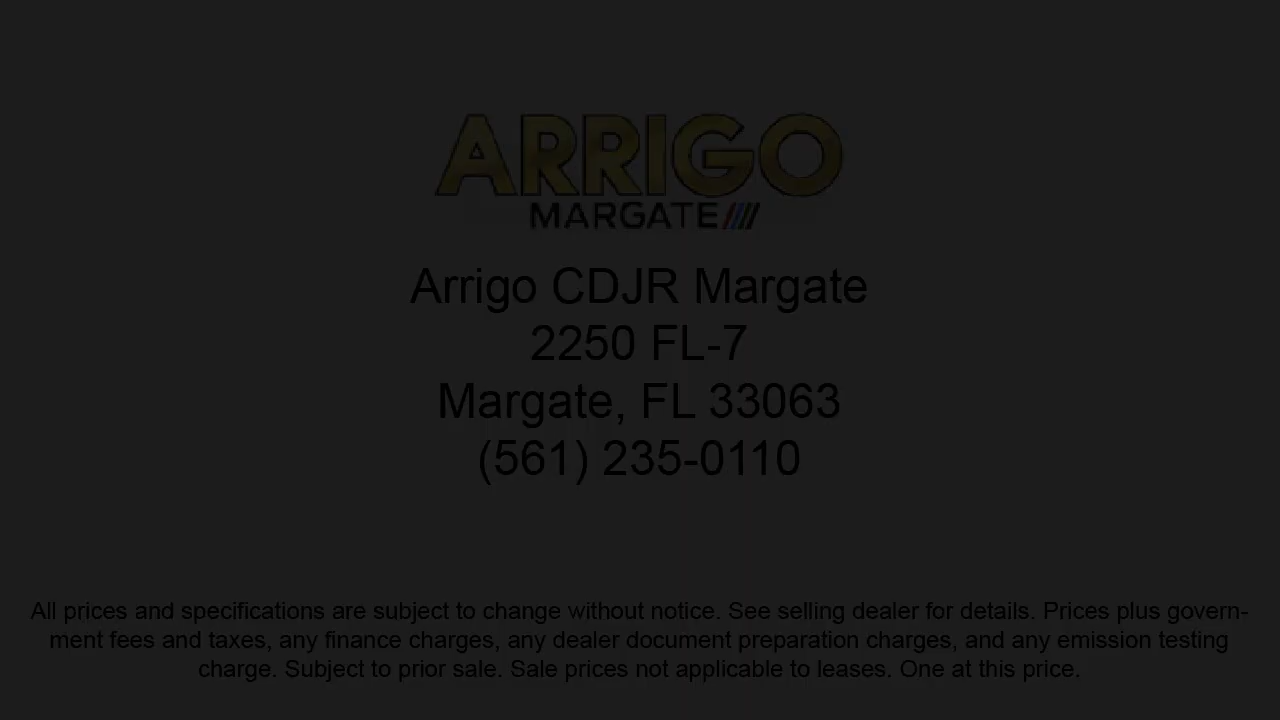 ARRIGO
MARGATE
Arrigo CDJR Margate
2250 FL-7
Margate, FL 33063
(561) 235-0110
All prices and specifications are subject to change without notice. See selling dealer for details. Prices plus govern-
ment fees and taxes, any finance charges, any dealer document preparation charges, and any emission testing
charge. Subject to prior sale. Sale prices not applicable to leases. One at this price.